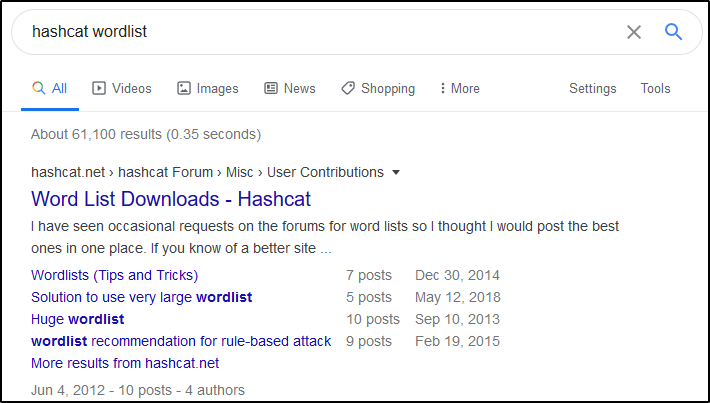 hashcat wordlist
All Videos Images News Shopping More Settings Tools
About 61,100 results (0.35 seconds)
hashcat.net › hashcat Forum › Misc › User Contributions
Word List Downloads - Hashcat
I have seen occasional requests on the forums for word lists so I thought I would post the best
ones in one place. If you know of a better site ...
Wordlists (Tips and Tricks) 7 posts Dec 30, 2014
Solution to use very large wordlist 5 posts May 12, 2018
Huge wordlist 10 posts Sep 10, 2013
wordlist recommendation for rule-based attack 9 posts Feb 19, 2015
More results from hashcat.net
Jun 4, 2012 - 10 posts - 4 authors